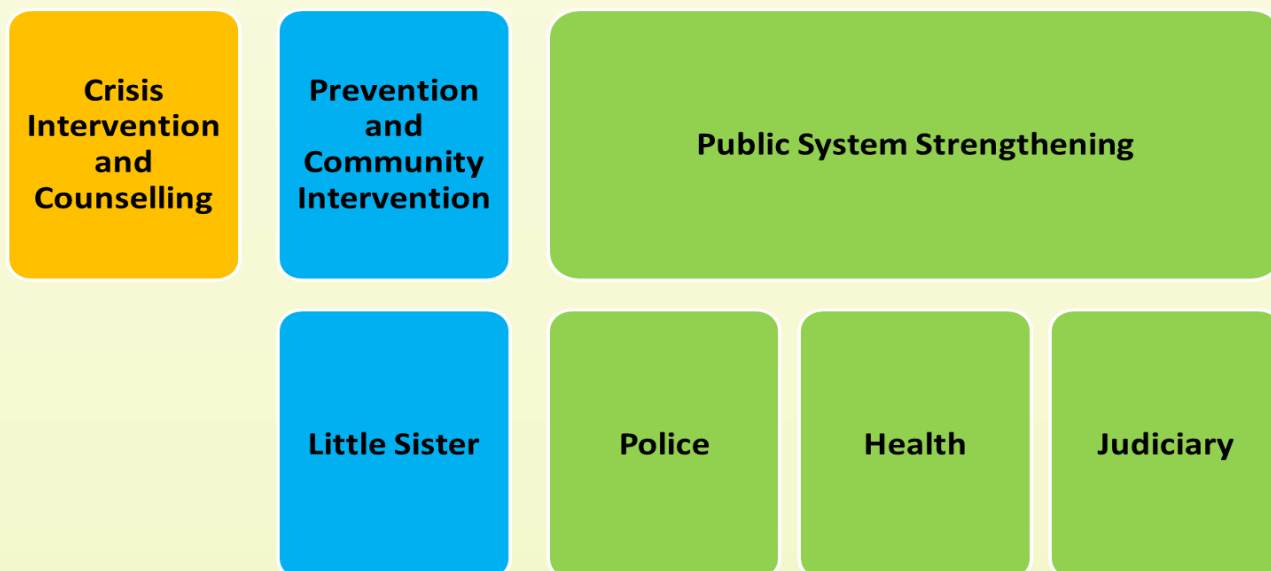 Crisis
Intervention
and
Counselling
Prevention
and
Community
Intervention
Public System Strengthening
Little Sister
Police
Health
Judiciary